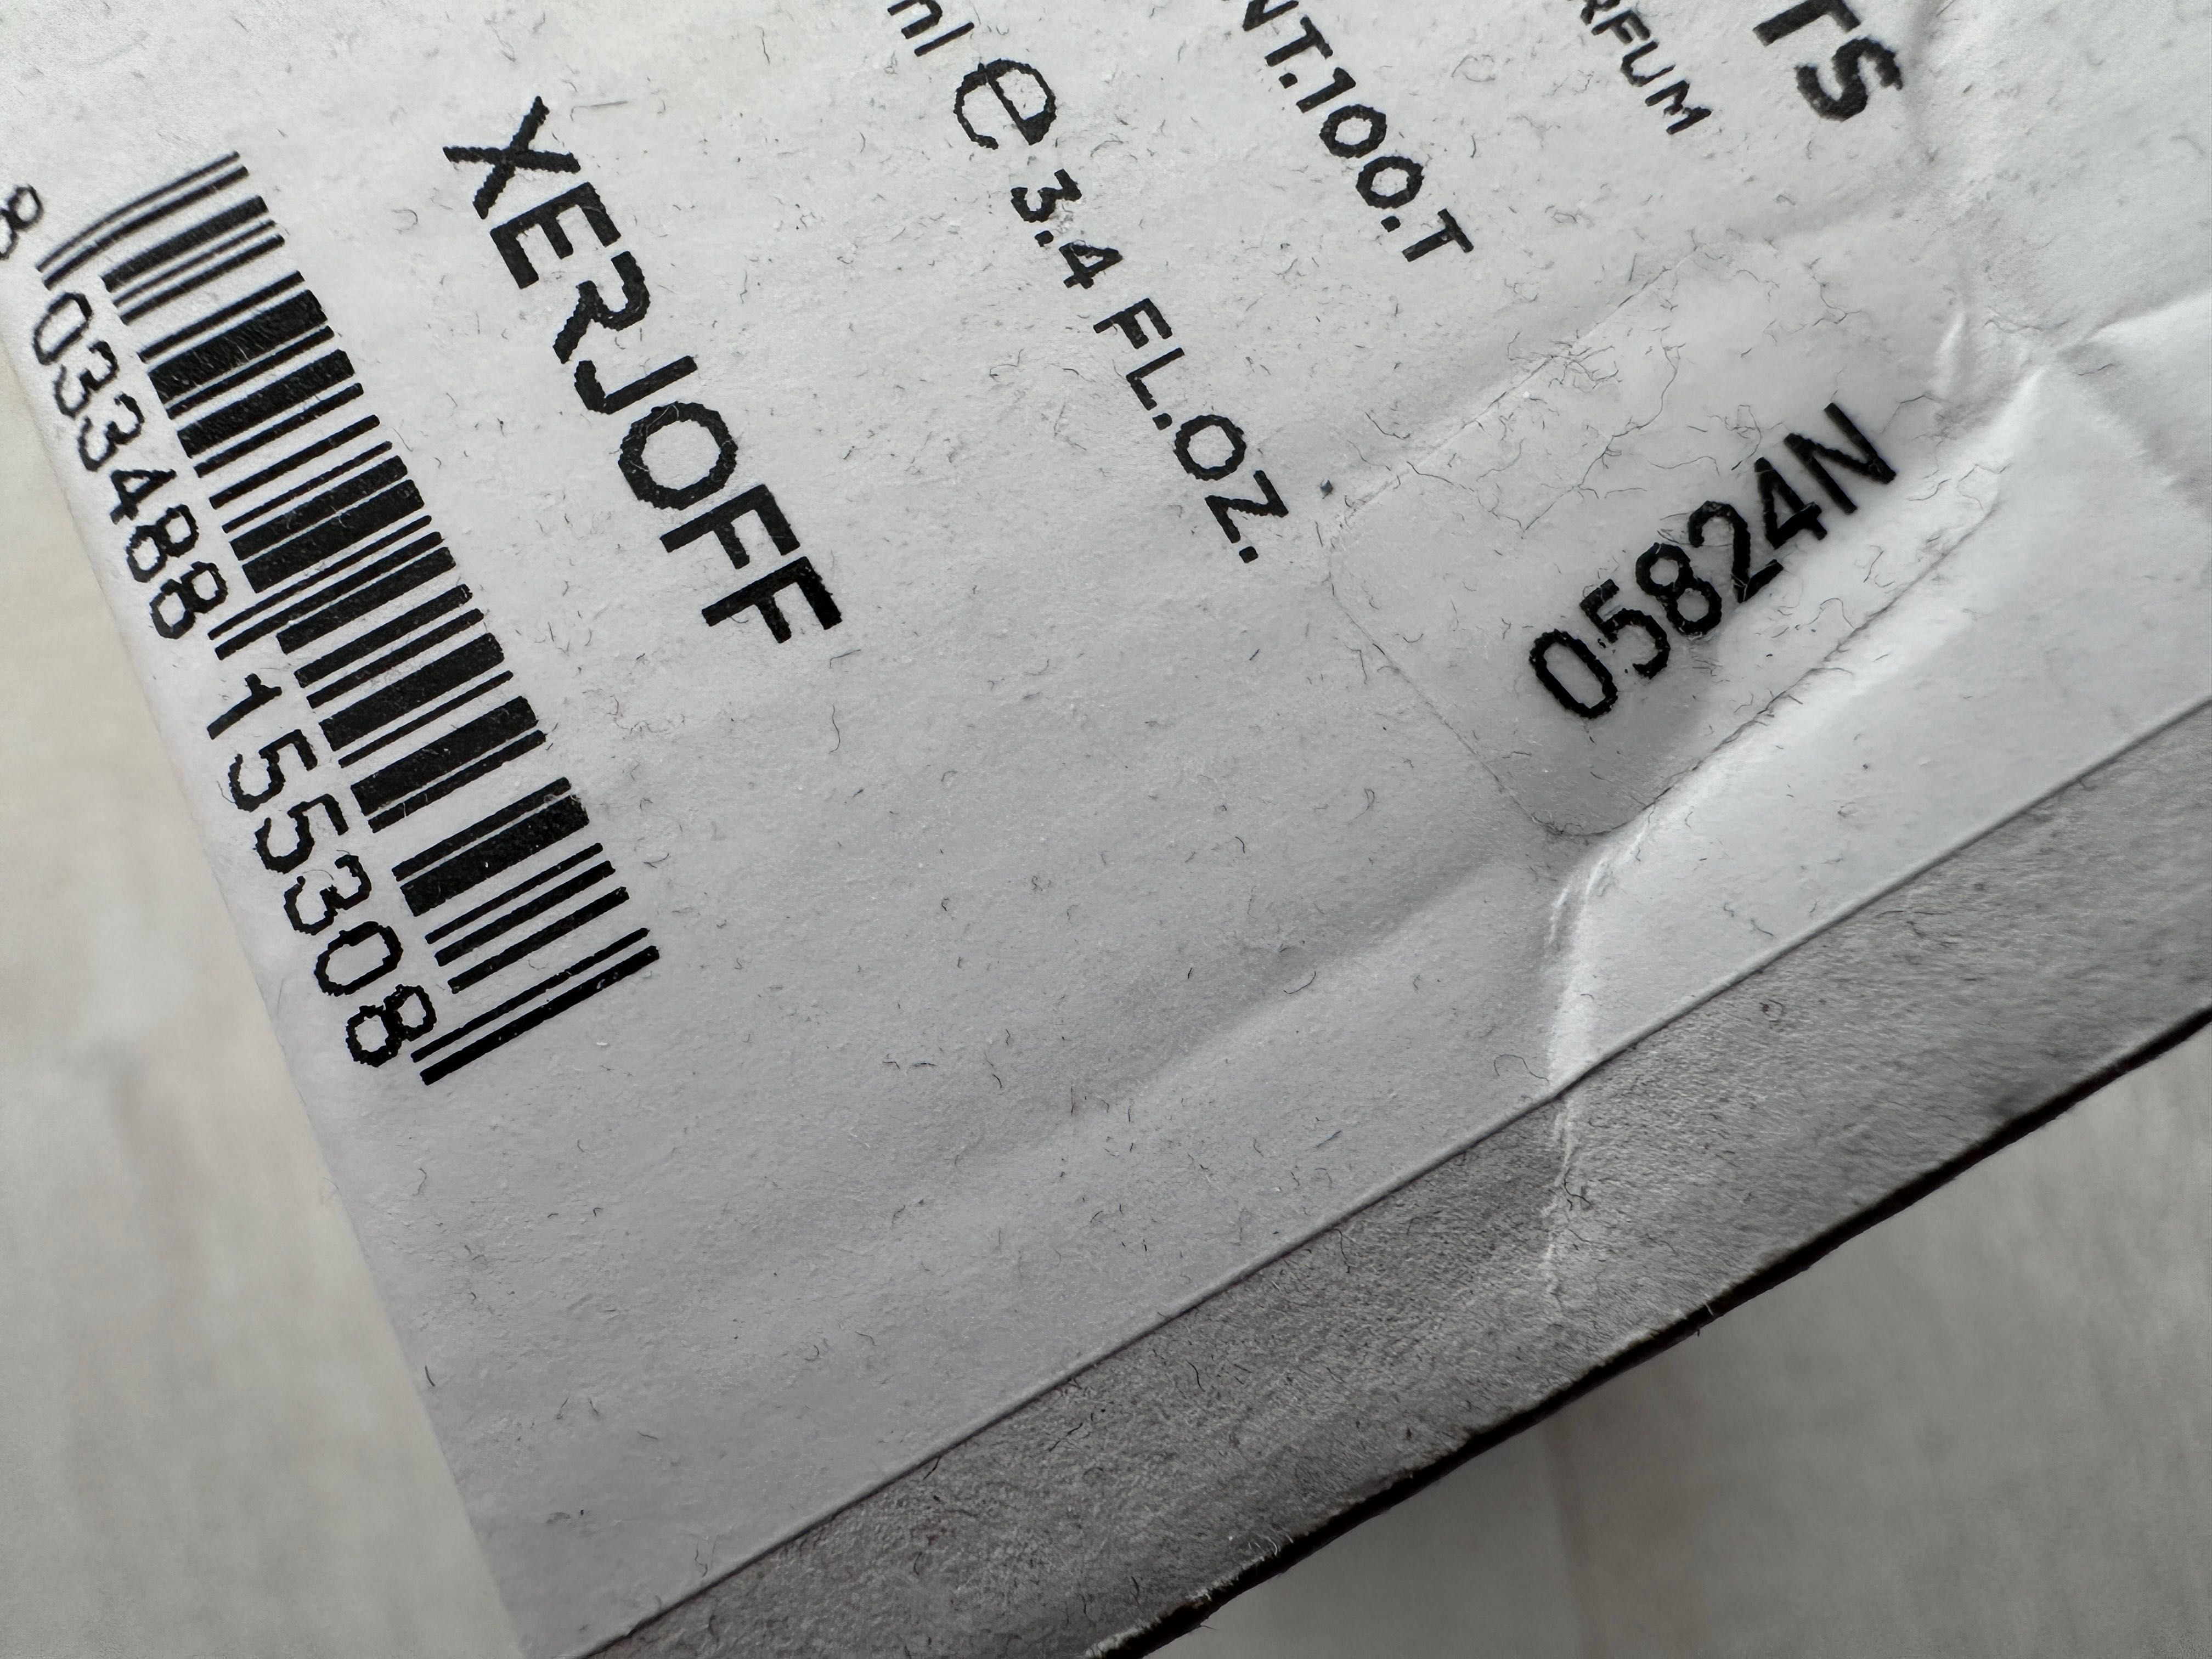 TS
RFUM
NT.100.T
ml e 3.4 FL.OZ.
XERJOFF
8 033488 155308
05824N